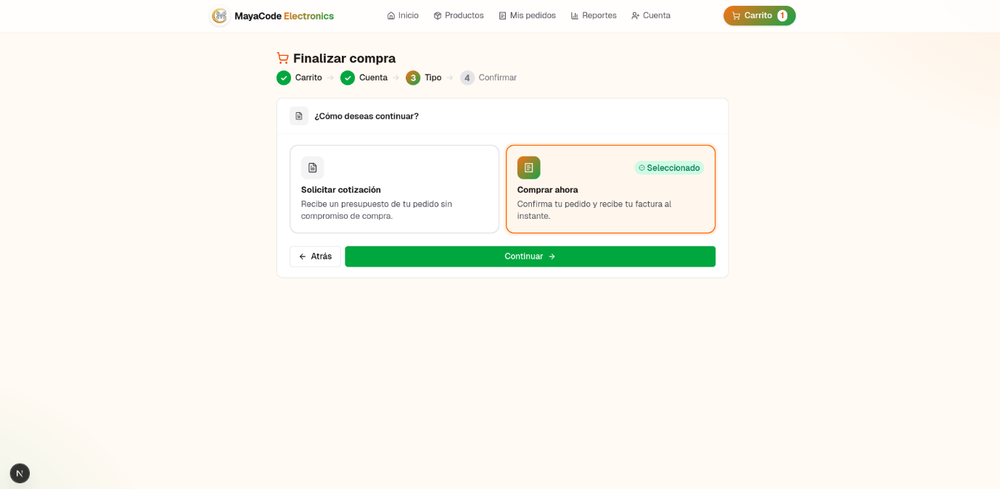 MayaCode Electronics
Inicio
Productos
Mis pedidos
Reportes
Cuenta
Carrito 1
Finalizar compra
Carrito → Cuenta → 3 Tipo → 4 Confirmar
¿Cómo deseas continuar?
Solicitar cotización
Recibe un presupuesto de tu pedido sin
compromiso de compra.
Seleccionado
Comprar ahora
Confirma tu pedido y recibe tu factura al
instante.
← Atrás
Continuar →
N